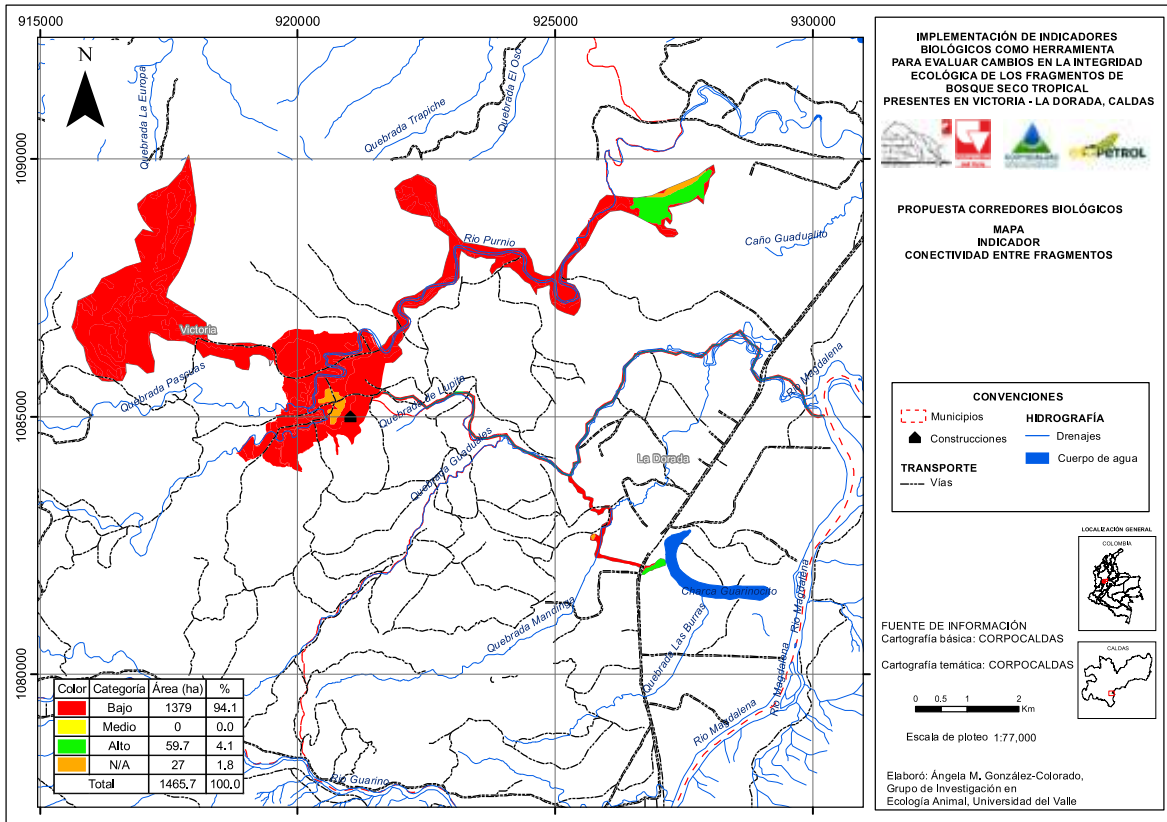 915000 920000 925000 930000
1090000
1085000
1080000
N
Quebrada La Europa
Quebrada Trapiche
Quebrada El Oso
Rio Purnio
Caño Guadualito
Victoria
Quebrada Pascuas
Quebrada de Lupita
Quebrada Guaduales
La Dorada
Rio Magdalena
Charca Guarinocito
Quebrada Mandinga
Quebrada Las Burras
Rio Magdalena
Rio Magdalena
Rio Magdalena
Rio Guarino
Color Categoría Área (ha) %
Bajo 1379 94.1
Medio 0 0.0
Alto 59.7 4.1
N/A 27 1.8
Total 1465.7 100.0
IMPLEMENTACIÓN DE INDICADORES
BIOLÓGICOS COMO HERRAMIENTA
PARA EVALUAR CAMBIOS EN LA INTEGRIDAD
ECOLÓGICA DE LOS FRAGMENTOS DE
BOSQUE SECO TROPICAL
PRESENTES EN VICTORIA - LA DORADA, CALDAS
PROPUESTA CORREDORES BIOLÓGICOS
MAPA
INDICADOR
CONECTIVIDAD ENTRE FRAGMENTOS
CONVENCIONES
Municipios
Construcciones
TRANSPORTE
Vías
HIDROGRAFÍA
Drenajes
Cuerpo de agua
LOCALIZACIÓN GENERAL
COLOMBIA
CALDAS
FUENTE DE INFORMACIÓN
Cartografía básica: CORPOCALDAS
Cartografía temática: CORPOCALDAS
0 0.5 1 2
Km
Escala de ploteo 1:77,000
Elaboró: Ángela M. González-Colorado,
Grupo de Investigación en
Ecología Animal, Universidad del Valle